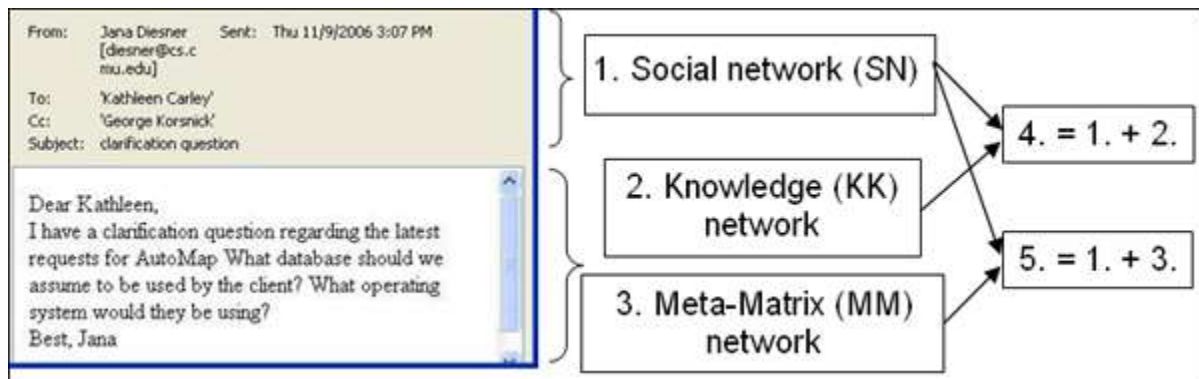 From: Jana Diesner Sent: Thu 11/9/2006 3:07 PM
[diesner@cs.c
mu.edu]
To: 'Kathleen Carley'
Cc: 'George Korsnick'
Subject: clarification question
Dear Kathleen,
I have a clarification question regarding the latest
requests for AutoMap What database should we
assume to be used by the client? What operating
system would they be using?
Best, Jana
1. Social network (SN)
2. Knowledge (KK)
network
3. Meta-Matrix (MM)
network
4. = 1. + 2.
5. = 1. + 3.